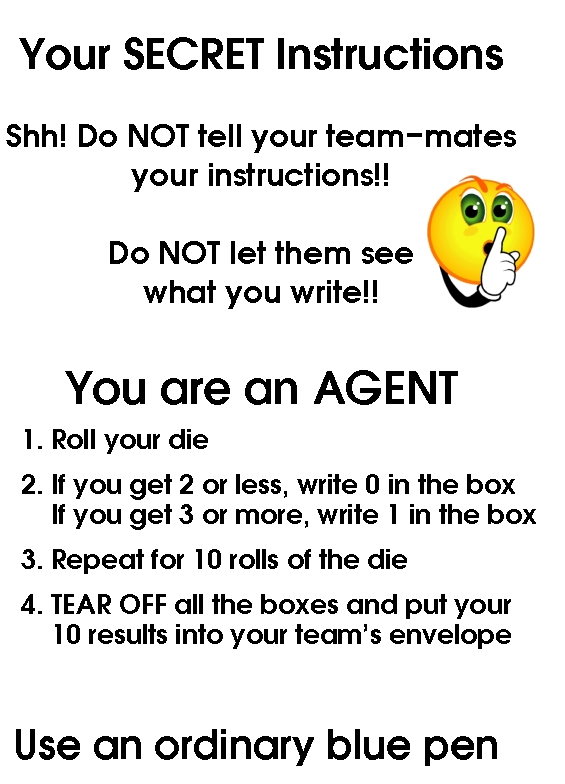 Your SECRET Instructions
Shh! Do NOT tell your team-mates
your instructions!!
Do NOT let them see
what you write!!
You are an AGENT
1. Roll your die
2. If you get 2 or less, write 0 in the box
If you get 3 or more, write 1 in the box
3. Repeat for 10 rolls of the die
4. TEAR OFF all the boxes and put your
10 results into your team's envelope
Use an ordinary blue pen